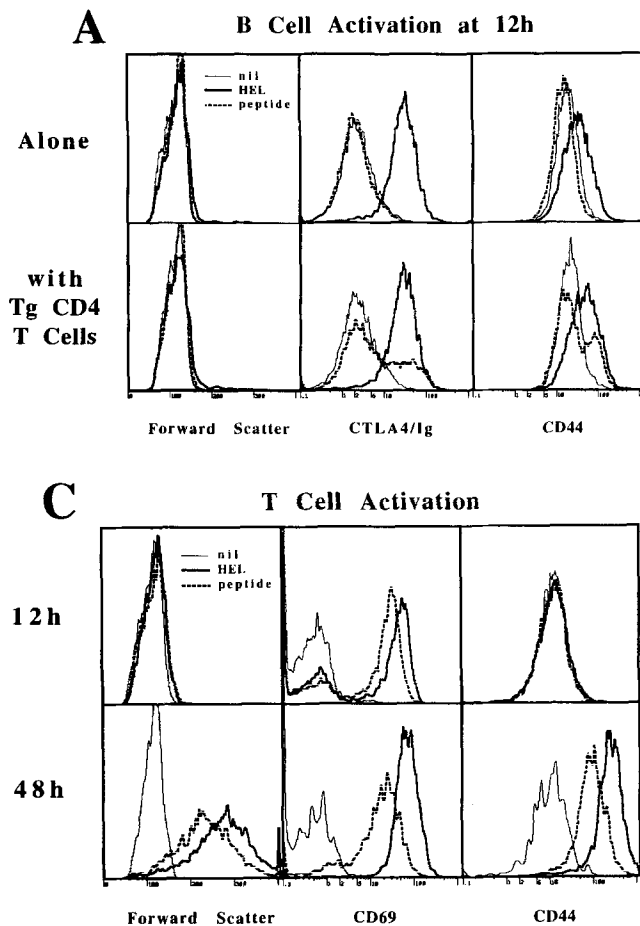 A
B Cell Activation at 12h
nil
HEL
peptide
Alone
with
Tg CD4
T Cells
Forward Scatter
CTLA4/Ig
CD44
C
T Cell Activation
nil
HEL
peptide
12h
48h
Forward Scatter
CD69
CD44